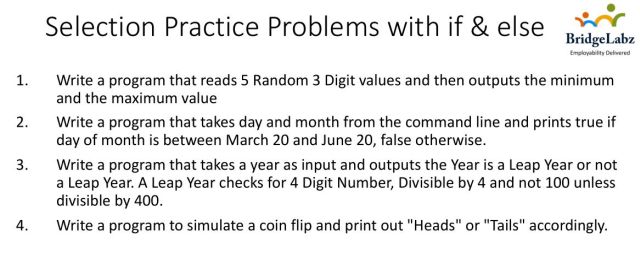 Selection Practice Problems with if & else
BridgeLabz
Employability Delivered
1. Write a program that reads 5 Random 3 Digit values and then outputs the minimum
and the maximum value
2. Write a program that takes day and month from the command line and prints true if
day of month is between March 20 and June 20, false otherwise.
3. Write a program that takes a year as input and outputs the Year is a Leap Year or not
a Leap Year. A Leap Year checks for 4 Digit Number, Divisible by 4 and not 100 unless
divisible by 400.
4. Write a program to simulate a coin flip and print out "Heads" or "Tails" accordingly.